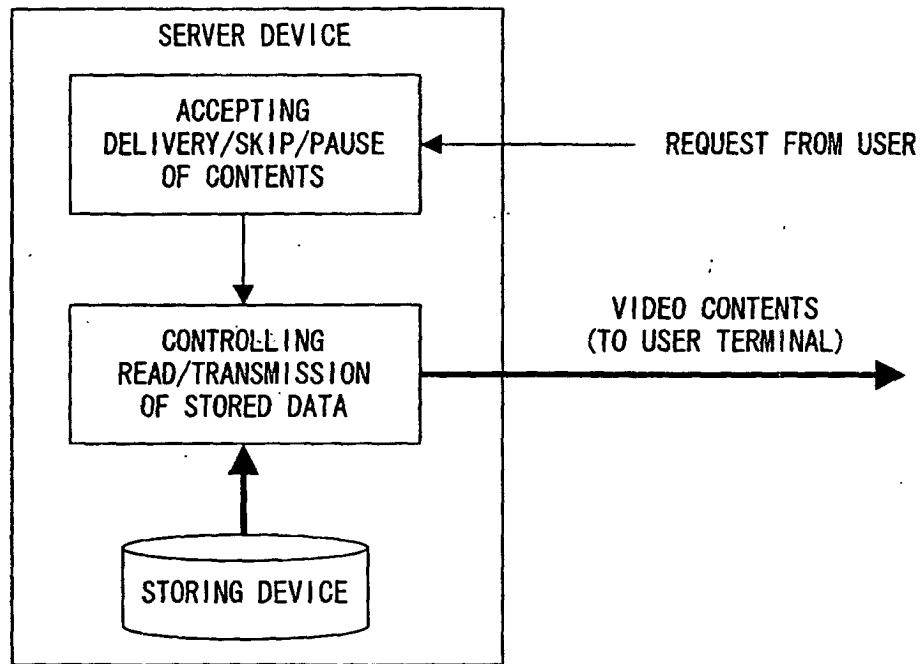 SERVER DEVICE
ACCEPTING
DELIVERY/SKIP/PAUSE
OF CONTENTS
REQUEST FROM USER
VIDEO CONTENTS
(TO USER TERMINAL)
CONTROLLING
READ/TRANSMISSION
OF STORED DATA
STORING DEVICE